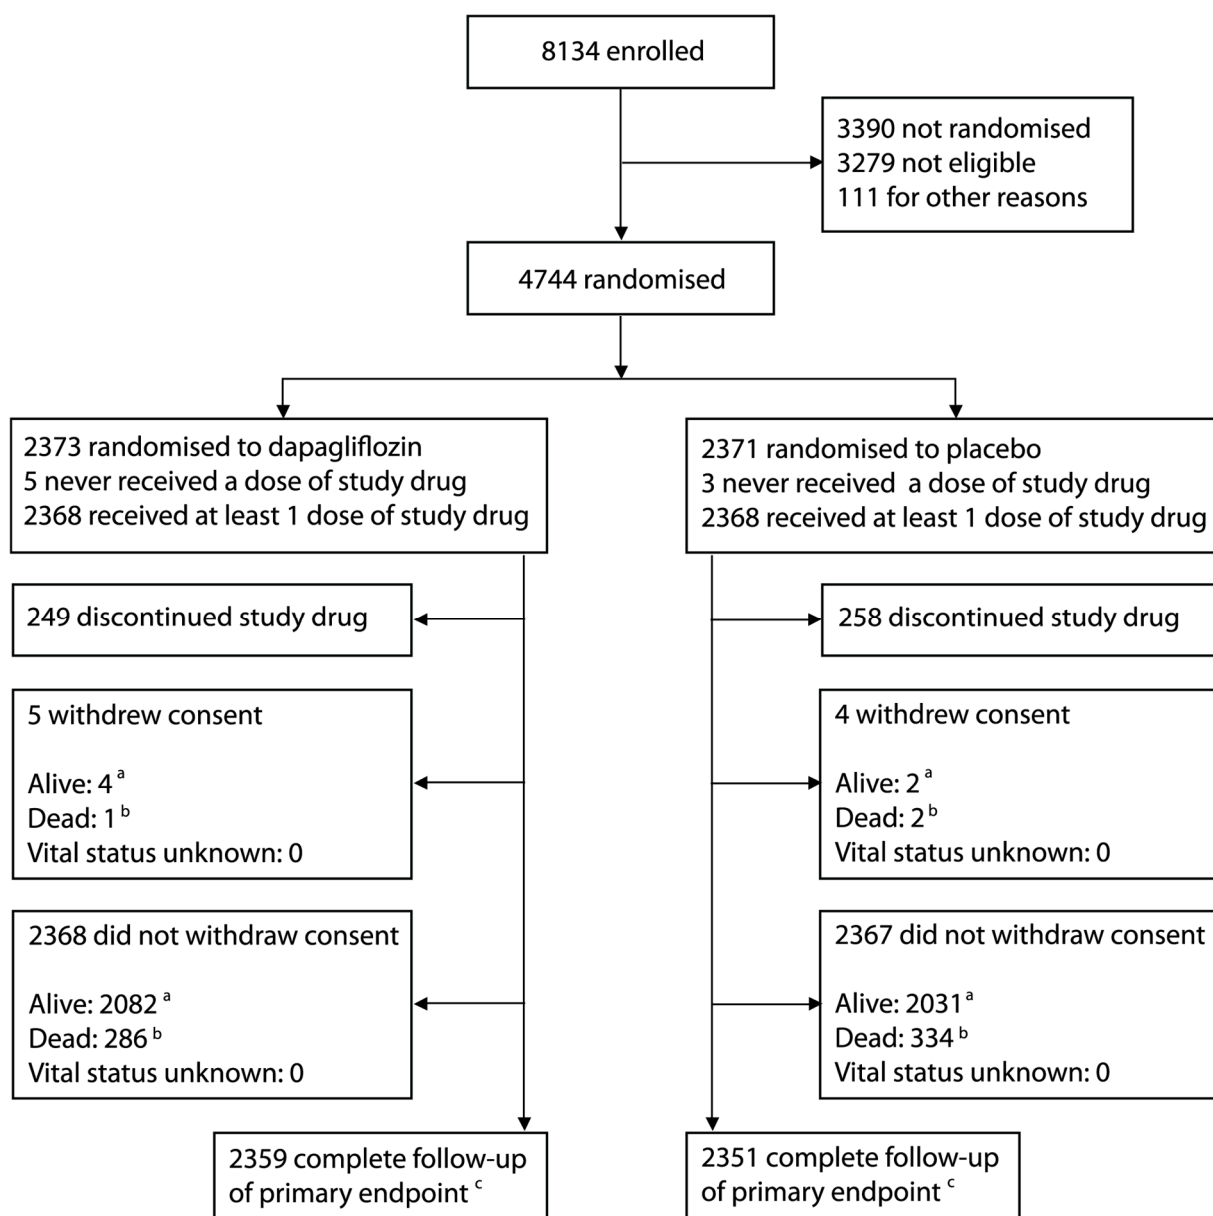 8134 enrolled
3390 not randomised
3279 not eligible
111 for other reasons
4744 randomised
2373 randomised to dapagliflozin
5 never received a dose of study drug
2368 received at least 1 dose of study drug
2371 randomised to placebo
3 never received a dose of study drug
2368 received at least 1 dose of study drug
249 discontinued study drug
258 discontinued study drug
5 withdrew consent
Alive: 4 a
Dead: 1 b
Vital status unknown: 0
4 withdrew consent
Alive: 2 a
Dead: 2 b
Vital status unknown: 0
2368 did not withdraw consent
Alive: 2082 a
Dead: 286 b
Vital status unknown: 0
2367 did not withdraw consent
Alive: 2031 a
Dead: 334 b
Vital status unknown: 0
2359 complete follow-up
of primary endpoint c
2351 complete follow-up
of primary endpoint c